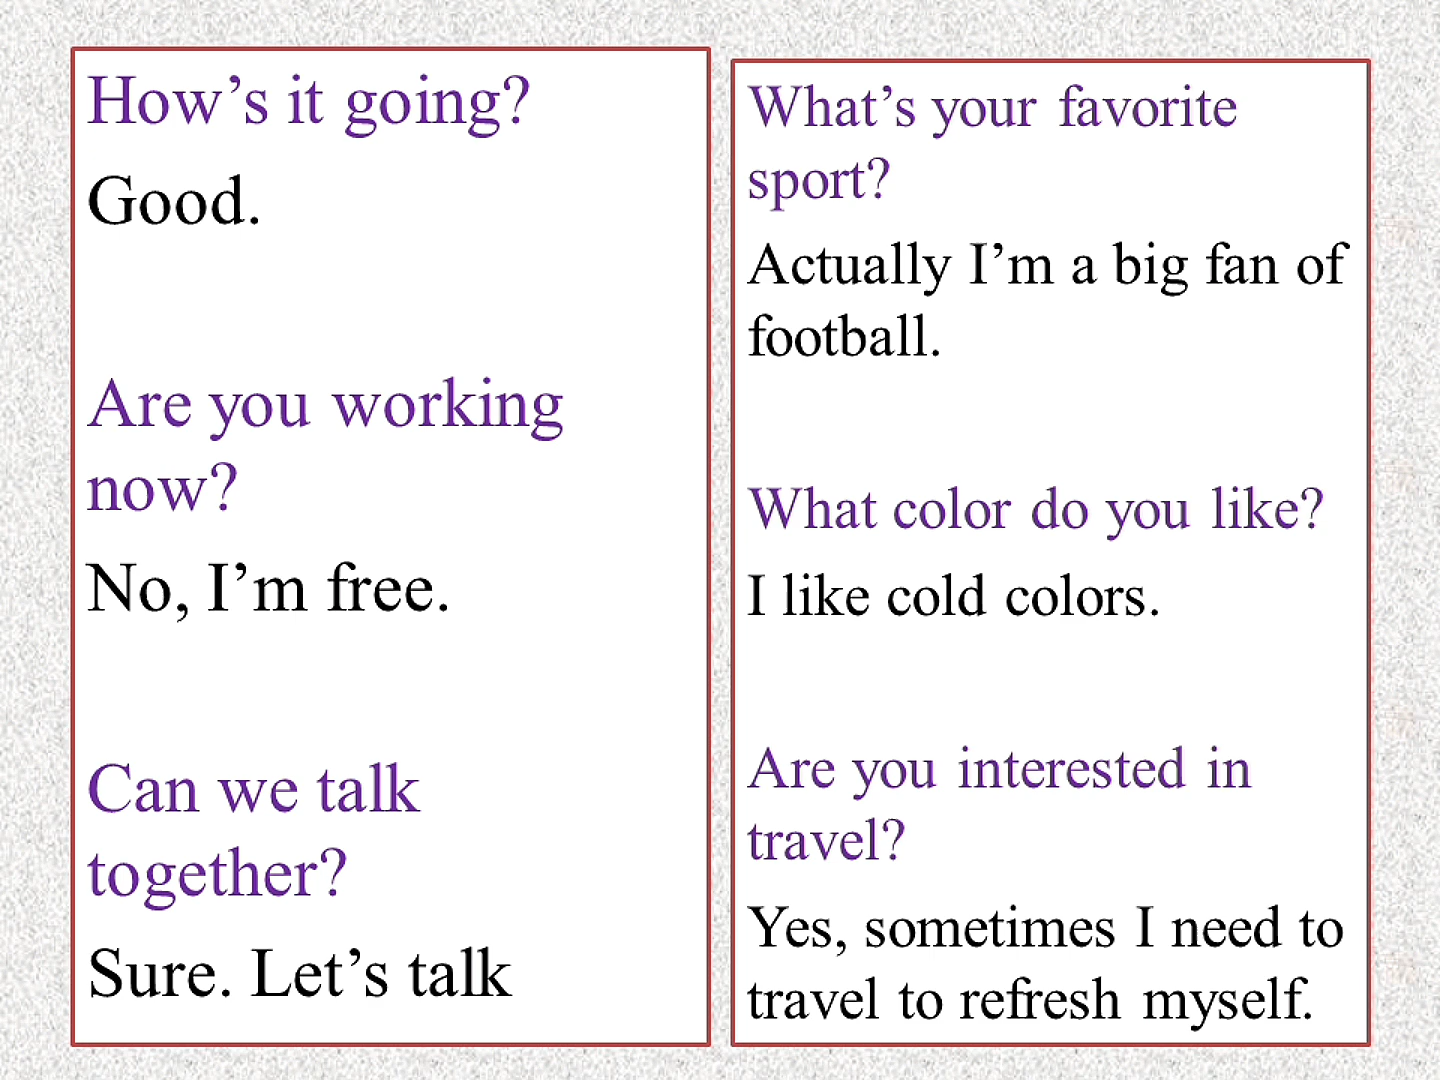 How’s it going?
Good.
Are you working
now?
No, I’m free.
Can we talk
together?
Sure. Let’s talk
What’s your favorite
sport?
Actually I’m a big fan of
football.
What color do you like?
I like cold colors.
Are you interested in
travel?
Yes, sometimes I need to
travel to refresh myself.